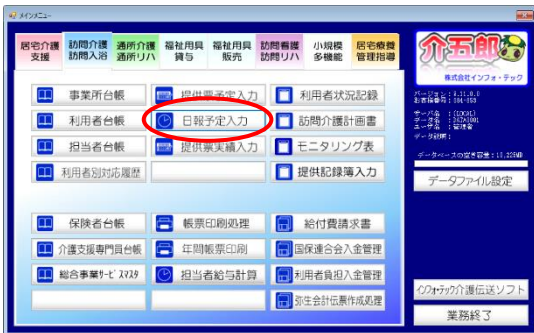 メインメニュー
居宅介護
支援
訪問介護
訪問入浴
通所介護
通所リハ
福祉用具
貸与
福祉用具
販売
訪問看護
訪問リハ
小規模
多機能
居宅療養
管理指導
介五郎
株式会社インフォ・テック
事業所台帳
提供票予定入力
利用者状況記録
利用者台帳
日報予定入力
訪問介護計画書
担当者台帳
提供票実績入力
モニタリング表
利用者別対応履歴
提供記録簿入力
データファイル設定
保険者台帳
帳票印刷処理
給付費請求書
介護支援専門員台帳
年間帳票印刷
国保連合会入金管理
総合事業サービスマスタ
担当者給与計算
利用者負担入金管理
弥生会計伝票作成処理
インフォ・テック介護伝送ソフト
業務終了